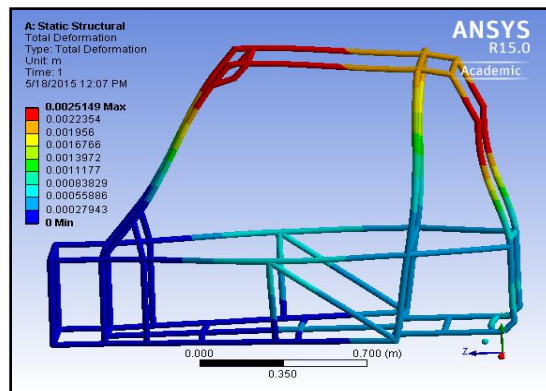 A: Static Structural
Total Deformation
Type: Total Deformation
Unit: m
Time: 1
5/18/2015 12:07 PM
0.0025149 Max
0.0022354
0.001956
0.0016766
0.0013972
0.0011177
0.00083829
0.00055886
0.00027943
0 Min
ANSYS
R15.0
Academic
0.000
0.700 (m)
0.350
Z